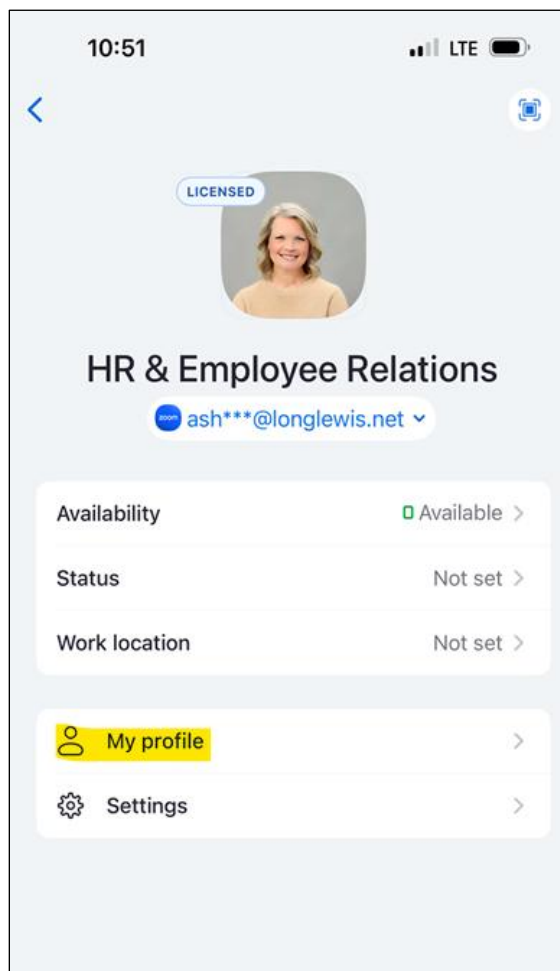 10:51 LTE
LICENSED
HR & Employee Relations
zoom ash***@longlewis.net
Availability Available
Status Not set
Work location Not set
My profile
Settings